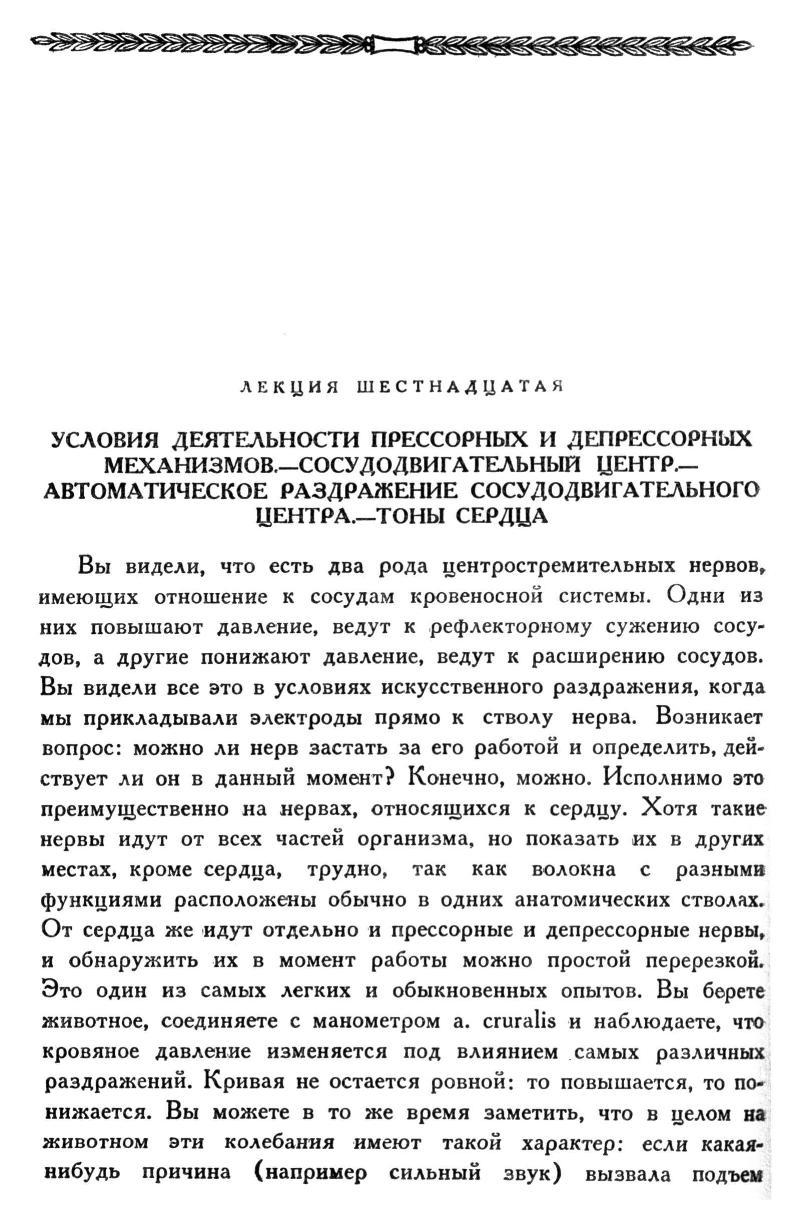 ЛЕКЦИЯ ШЕСТНАДЦАТАЯ
УСЛОВИЯ ДЕЯТЕЛЬНОСТИ ПРЕССОРНЫХ И ДЕПРЕССОРНЫХ
МЕХАНИЗМОВ.—СОСУДОДВИГАТЕЛЬНЫЙ ЦЕНТР.—
АВТОМАТИЧЕСКОЕ РАЗДРАЖЕНИЕ СОСУДОДВИГАТЕЛЬНОГО
ЦЕНТРА.—ТОНЫ СЕРДЦА
Вы видели, что есть два рода центростремительных нервов,
имеющих отношение к сосудам кровеносной системы. Одни из
них повышают давление, ведут к рефлекторному сужению сосу-
дов, а другие понижают давление, ведут к расширению сосудов.
Вы видели все это в условиях искусственного раздражения, когда
мы прикладывали электроды прямо к стволу нерва. Возникает
вопрос: можно ли нерв застать за его работой и определить, дей-
ствует ли он в данный момент? Конечно, можно. Исполнимо это
преимущественно на нервах, относящихся к сердцу. Хотя такие
нервы идут от всех частей организма, но показать их в других
местах, кроме сердца, трудно, так как волокна с разными
функциями расположены обычно в одних анатомических стволах.
От сердца же идут отдельно и прессорные и депрессорные нервы,
и обнаружить их в момент работы можно простой перерезкой.
Это один из самых легких и обыкновенных опытов. Вы берете
животное, соединяете с манометром a. cruralis и наблюдаете, что
кровяное давление изменяется под влиянием самых различных
раздражений. Кривая не остается ровной: то повышается, то по-
нижается. Вы можете в то же время заметить, что в целом на
животном эти колебания имеют такой характер: если какая-
нибудь причина (например сильный звук) вызвала подъем